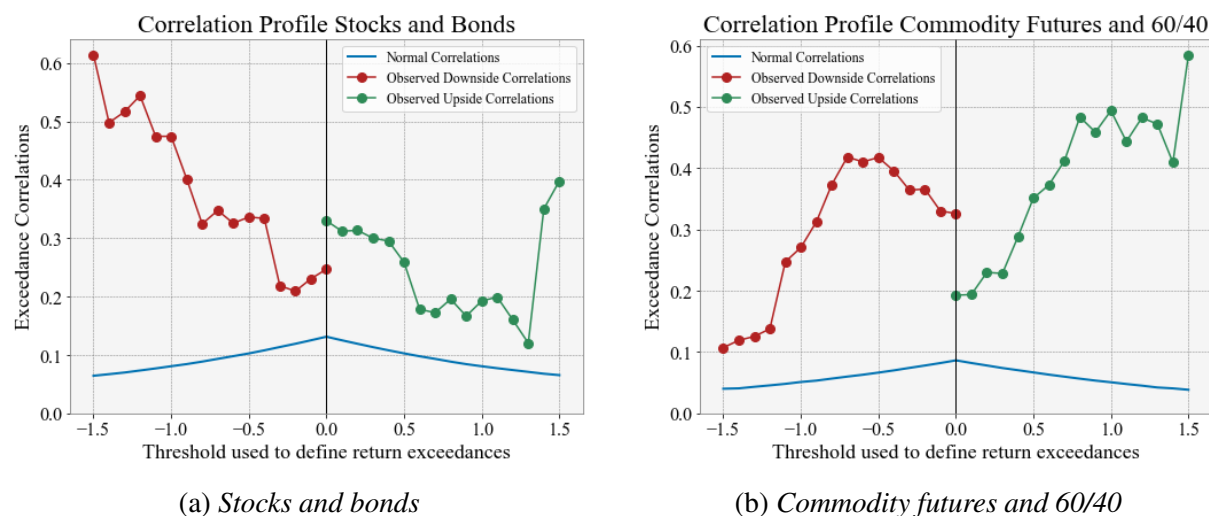 Correlation Profile Stocks and Bonds
Normal Correlations
Observed Downside Correlations
Observed Upside Correlations
Exceedance Correlations
0.6
0.5
0.4
0.3
0.2
0.1
0.0
−1.5 −1.0 −0.5 0.0 0.5 1.0 1.5
Threshold used to define return exceedances
(a) Stocks and bonds
Correlation Profile Commodity Futures and 60/40
Normal Correlations
Observed Downside Correlations
Observed Upside Correlations
Exceedance Correlations
0.6
0.5
0.4
0.3
0.2
0.1
0.0
−1.5 −1.0 −0.5 0.0 0.5 1.0 1.5
Threshold used to define return exceedances
(b) Commodity futures and 60/40